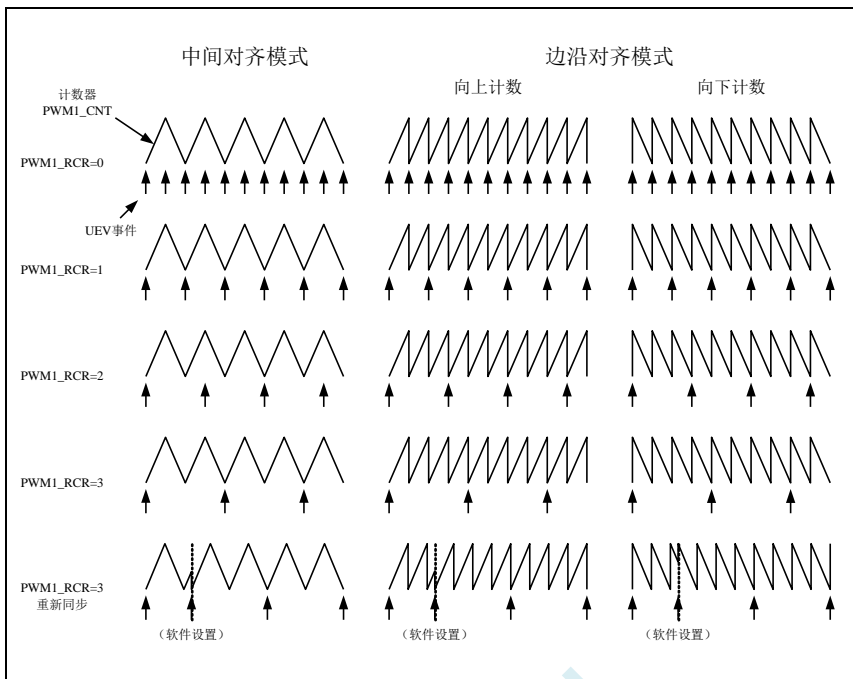 中间对齐模式
边沿对齐模式
向上计数
向下计数
计数器
PWM1_CNT
PWM1_RCR=0
UEV事件
PWM1_RCR=1
PWM1_RCR=2
PWM1_RCR=3
PWM1_RCR=3
重新同步
（软件设置）
（软件设置）
（软件设置）